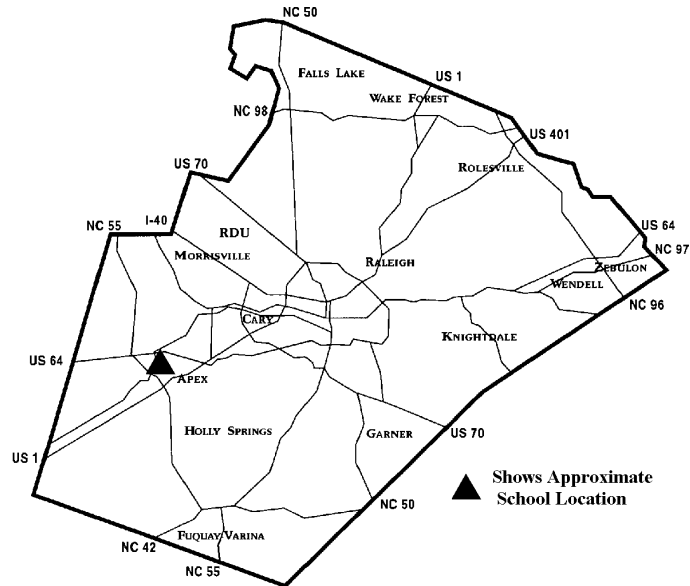 NC 50
FALLS LAKE
US 1
WAKE FOREST
NC 98
US 401
US 70
ROLESVILLE
NC 55
I-40
RDU
MORRISVILLE
RALEIGH
US 64
NC 97
ZEBULON
WENDELL
NC 96
CARY
KNIGHTDALE
US 64
APEX
HOLLY SPRINGS
GARNER
US 70
US 1
Shows Approximate
School Location
NC 50
FUQUAY VARINA
NC 42
NC 55